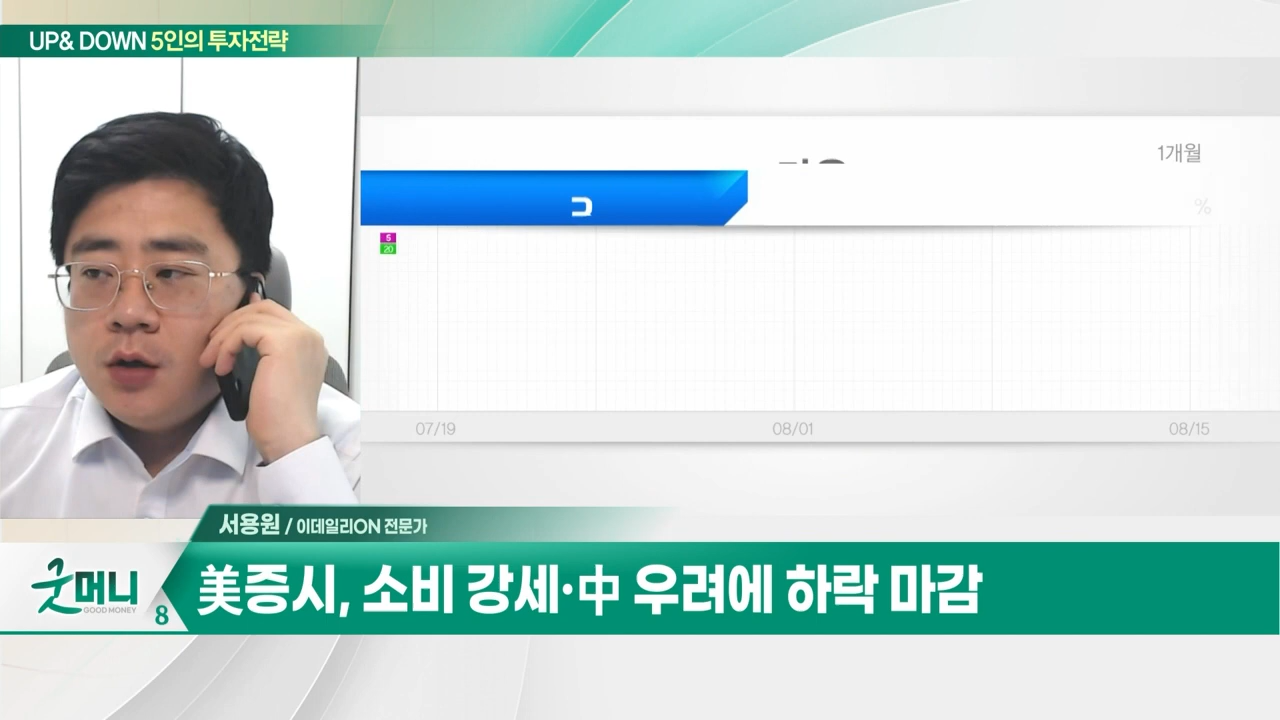 UP& DOWN 5인의 투자전략
1개월
%
5
20
07/19 08/01 08/15
서용원 / 이데일리ON 전문가
굿머니
GOOD MONEY
8
美증시, 소비 강세·中 우려에 하락 마감